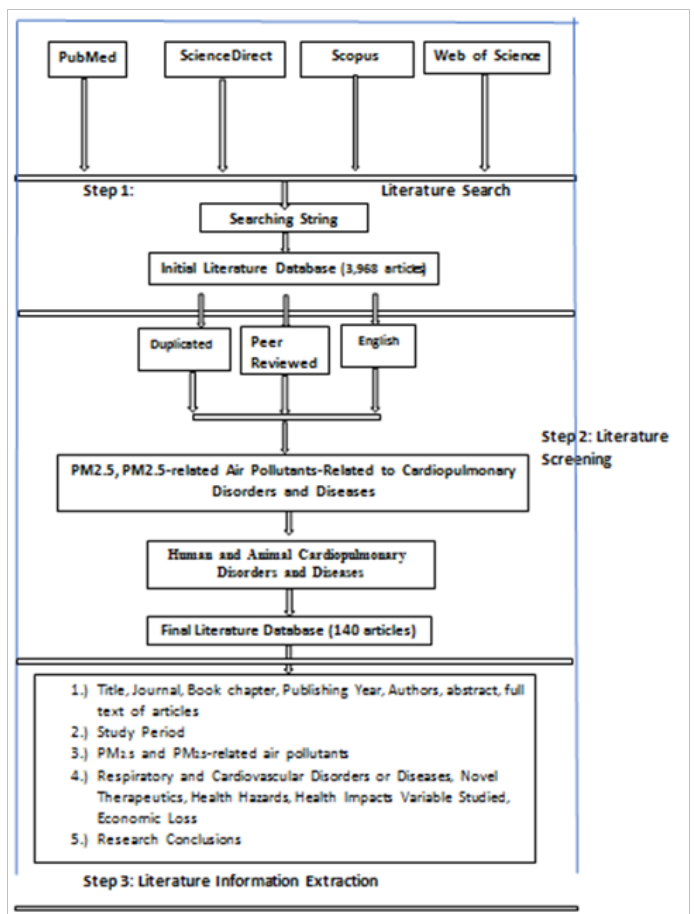 PubMed
ScienceDirect
Scopus
Web of Science
Step 1:
Literature Search
Searching String
Initial Literature Database (3,968 articles)
Duplicated
Peer
Reviewed
English
Step 2: Literature
Screening
PM2.5, PM2.5-related Air Pollutants-Related to Cardiopulmonary
Disorders and Diseases
Human and Animal Cardiopulmonary
Disorders and Diseases
Final Literature Database (140 articles)
1.) Title, Journal, Book chapter, Publishing Year, Authors, abstract, full
text of articles
2.) Study Period
3.) PM2.5 and PM2.5-related air pollutants
4.) Respiratory and Cardiovascular Disorders or Diseases, Novel
Therapeutics, Health Hazards, Health Impacts Variable Studied,
Economic Loss
5.) Research Conclusions
Step 3: Literature Information Extraction